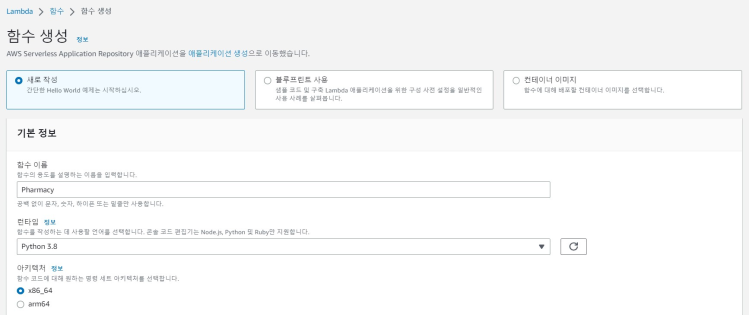 Lambda > 함수 > 함수 생성
함수 생성 정보
AWS Serverless Application Repository 애플리케이션을 애플리케이션 생성으로 이동했습니다.
새로 작성
간단한 Hello World 예제는 시작하십시오.
블루프린트 사용
샘플 코드 및 구축 Lambda 애플리케이션을 위한 구성 사전 설정을 일반적인
사용 사례를 살펴봅니다.
컨테이너 이미지
함수에 대해 배포할 컨테이너 이미지를 선택합니다.
기본 정보
함수 이름
함수의 용도를 설명하는 이름을 입력합니다.
Pharmacy
공백 없이 문자, 숫자, 하이픈 또는 밑줄만 사용합니다.
런타임 정보
함수를 작성하는 데 사용할 언어를 선택합니다. 콘솔 코드 편집기는 Node.js, Python 및 Ruby만 지원합니다.
Python 3.8
아키텍처 정보
함수 코드에 대해 원하는 명령 세트 아키텍처를 선택합니다.
x86_64
arm64